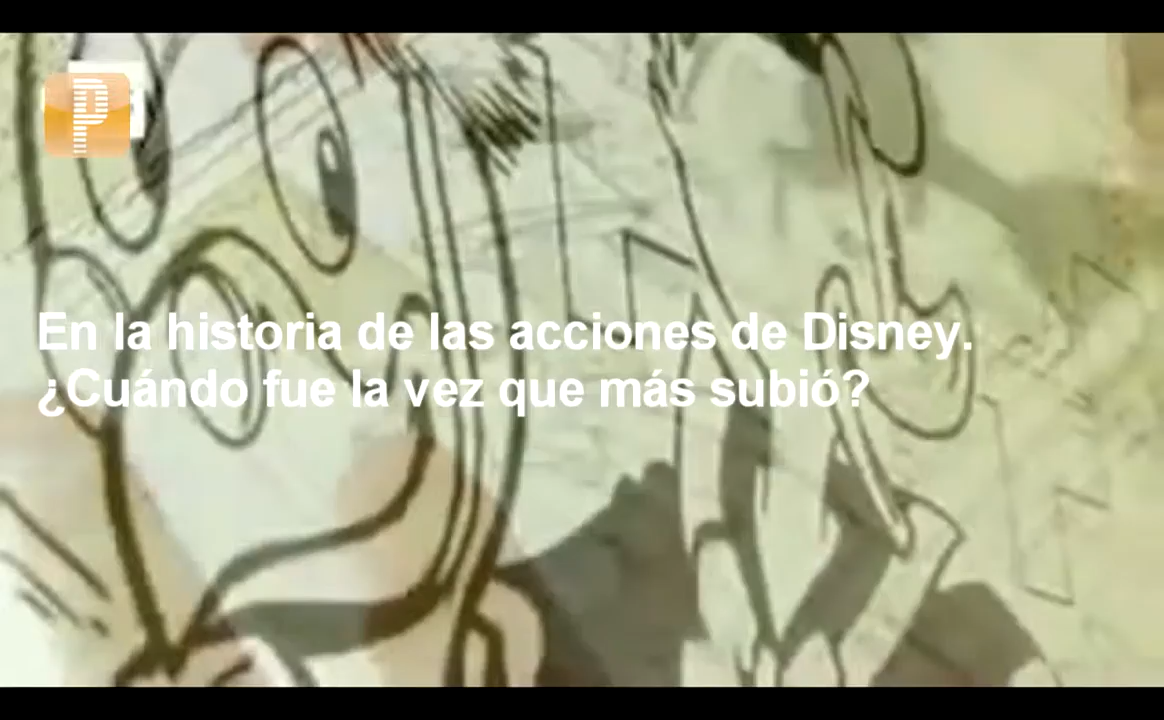 P
En la historia de las acciones de Disney.
¿Cuándo fue la vez que más subió?